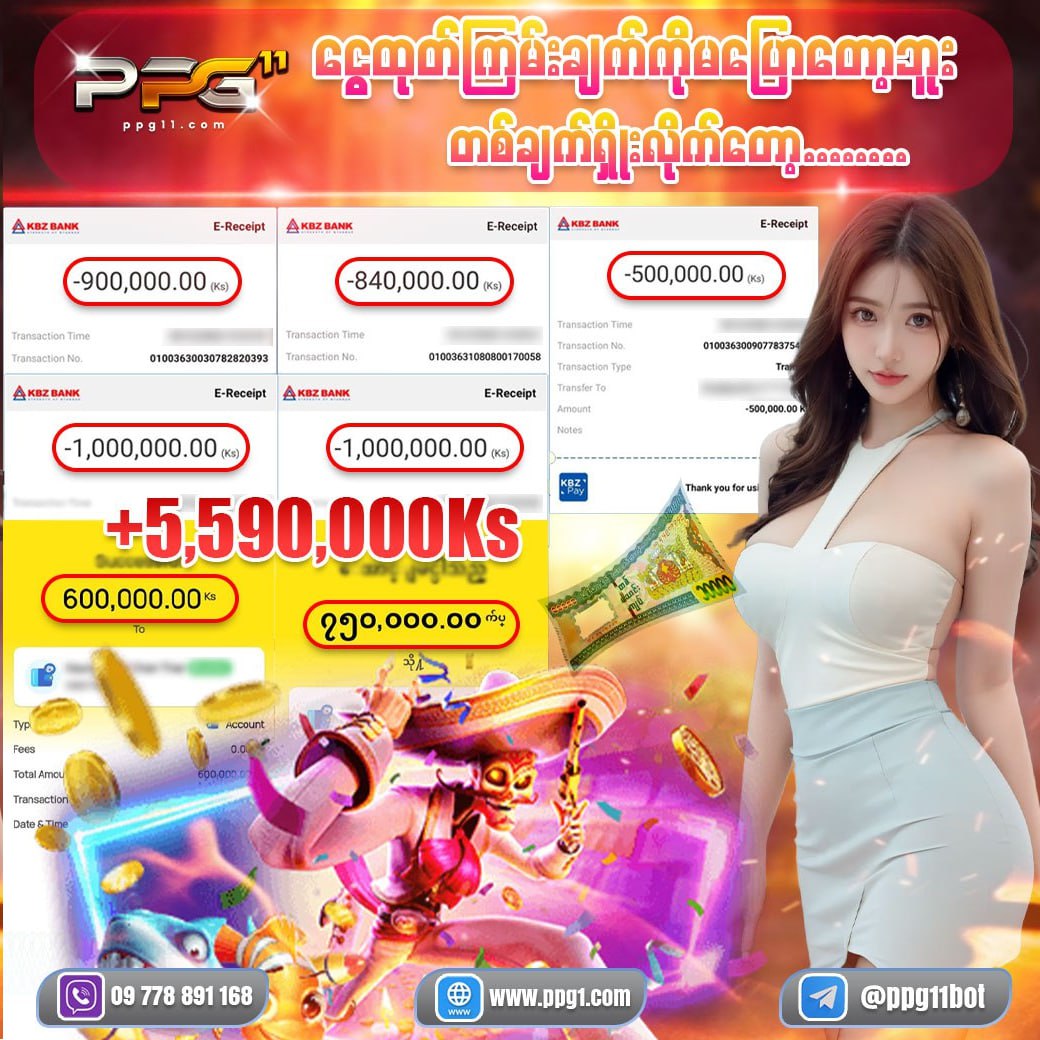 PPG11
ppg11.com
ငွေထုတ်ကြမ်းချက်ကိုမပြောတော့ဘူး
တစ်ချက်ရှိုးလိုက်တော့.........
KBZ BANK
E-Receipt
-900,000.00 (Ks)
Transaction Time
Transaction No. 01003630030782820393
KBZ BANK
E-Receipt
-840,000.00 (Ks)
Transaction Time
Transaction No. 01003631080800170058
KBZ BANK
E-Receipt
-500,000.00 (Ks)
Transaction Time
Transaction No. 010036300907783754
Transaction Type
Transfer To
Amount -500,000.00 K
Notes
KBZ Pay
Thank you for usi
KBZ BANK
E-Receipt
-1,000,000.00 (Ks)
KBZ BANK
E-Receipt
-1,000,000.00 (Ks)
+5,590,000Ks
600,000.00 Ks
To
Account
Fees
Total Amou
600,000.00
Transaction
Date & Time
၇၅၀,၀၀၀.၀၀ ကျပ်
သို့
09 778 891 168
www.ppg1.com
@ppg11bot